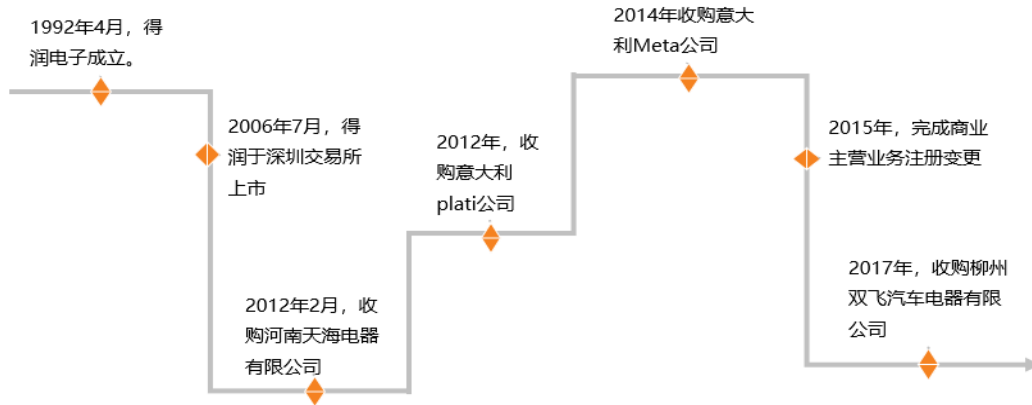 1992年4月，得
润电子成立。
2006年7月，得
润于深圳交易所
上市
2012年2月，收
购河南天海电器
有限公司
2012年，收
购意大利
plati公司
2014年收购意大
利Meta公司
2015年，完成商业
主营业务注册变更
2017年，收购柳州
双飞汽车电器有限
公司